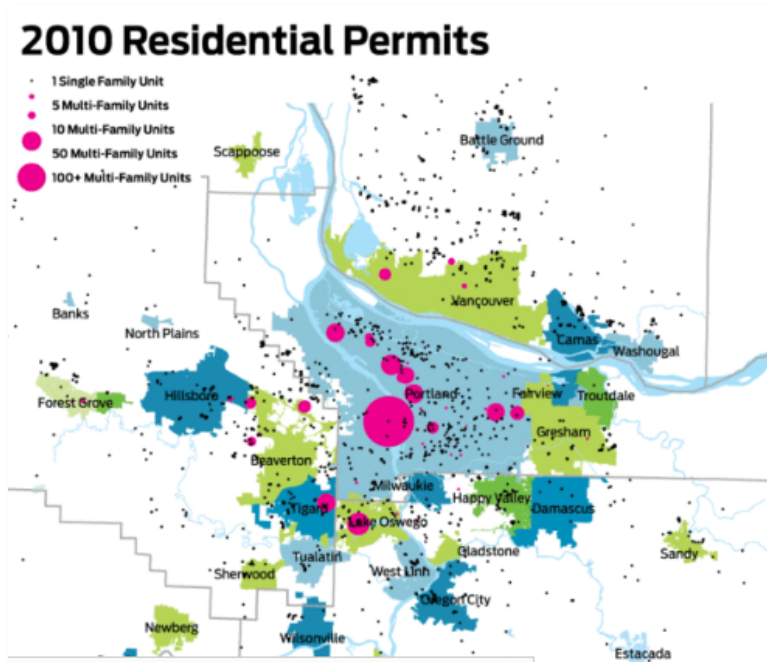 2010 Residential Permits
1 Single Family Unit
5 Multi-Family Units
10 Multi-Family Units
50 Multi-Family Units
100+ Multi-Family Units
Scappoose
Battle Ground
Vancouver
Banks
North Plains
Camas
Washougal
Forest Grove
Hillsboro
Portland
Fairview
Troutdale
Gresham
Beaverton
Milwaukie
Happy Valley
Damascus
Tigard
Lake Oswego
Tualatin
Gladstone
Sandy
Sherwood
West Linn
Oregon City
Newberg
Wilsonville
Estacada